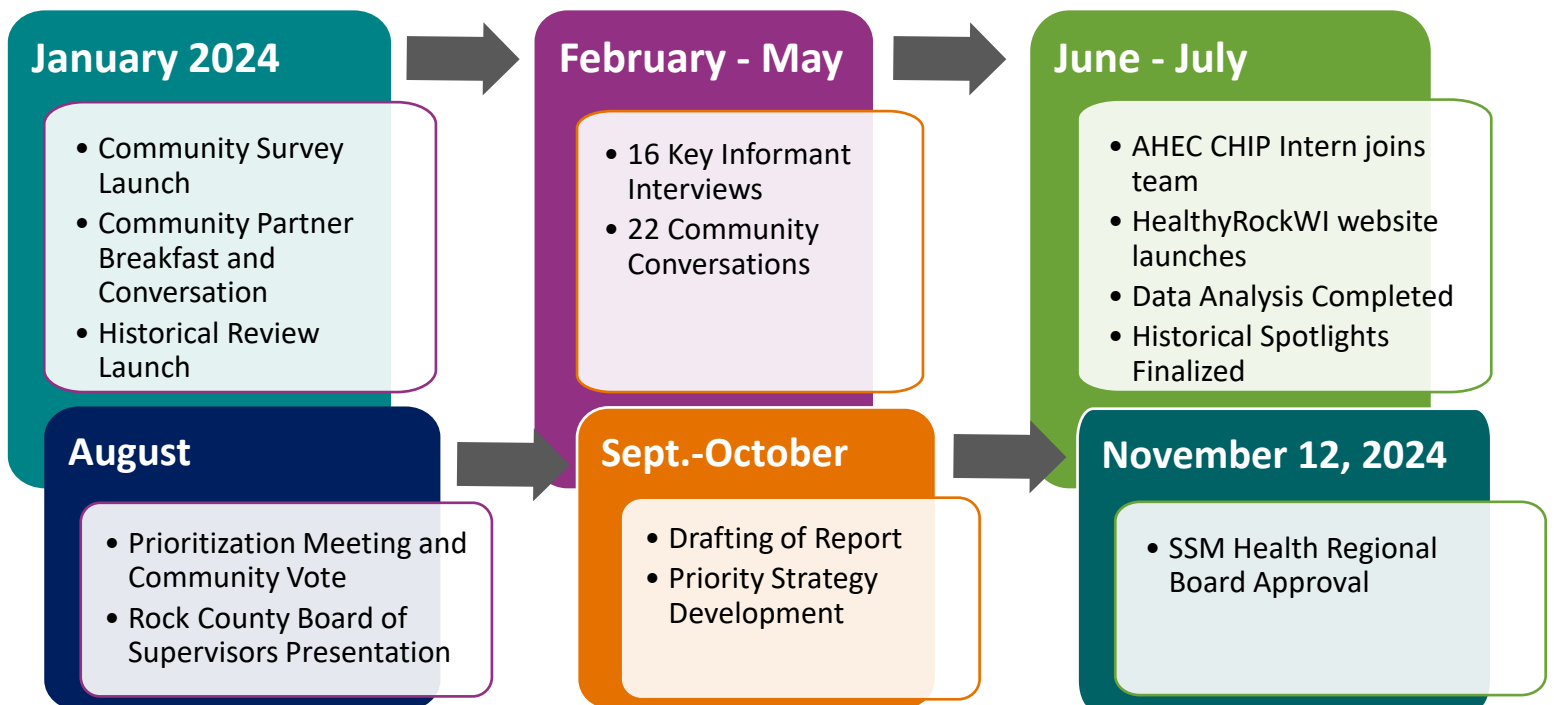 January 2024
• Community Survey
Launch
• Community Partner
Breakfast and
Conversation
• Historical Review
Launch
February - May
• 16 Key Informant
Interviews
• 22 Community
Conversations
June - July
• AHEC CHIP Intern joins
team
• HealthyRockWI website
launches
• Data Analysis Completed
• Historical Spotlights
Finalized
August
• Prioritization Meeting and
Community Vote
• Rock County Board of
Supervisors Presentation
Sept.-October
• Drafting of Report
• Priority Strategy
Development
November 12, 2024
• SSM Health Regional
Board Approval